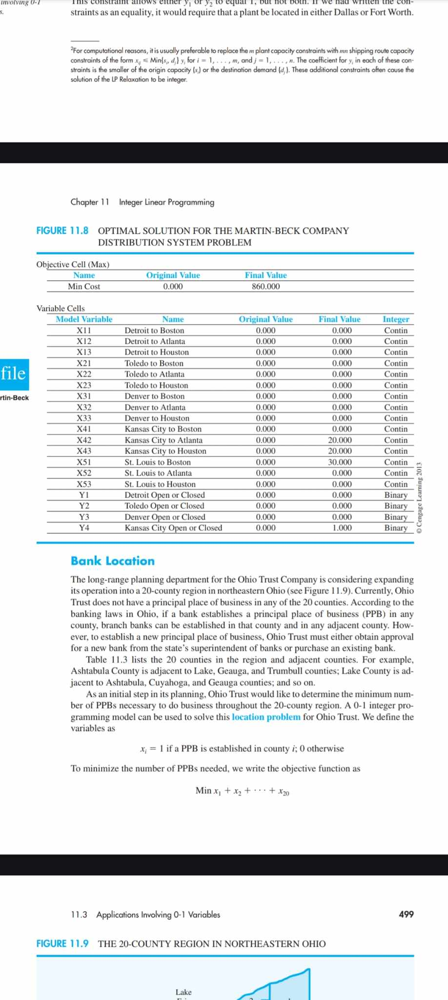 involving 0-1
s.
This constraint allows either y₁ or y₂ to equal 1, but not both. If we had written the con-
straints as an equality, it would require that a plant be located in either Dallas or Fort Worth.
²For computational reasons, it is usually preferable to replace the m plant capacity constraints with mn shipping route capacity
constraints of the form xᵢⱼ ≤ Min{sᵢ, dⱼ} yᵢ for i = 1, . . . , m, and j = 1, . . . , n. The coefficient for yᵢ in each of these con-
straints is the smaller of the origin capacity (sᵢ) or the destination demand (dⱼ). These additional constraints often cause the
solution of the LP Relaxation to be integer.
Chapter 11 Integer Linear Programming
FIGURE 11.8 OPTIMAL SOLUTION FOR THE MARTIN-BECK COMPANY
DISTRIBUTION SYSTEM PROBLEM
Objective Cell (Max)
Name Original Value Final Value
Min Cost 0.000 860.000
Variable Cells
Model Variable Name Original Value Final Value Integer
X11 Detroit to Boston 0.000 0.000 Contin
X12 Detroit to Atlanta 0.000 0.000 Contin
X13 Detroit to Houston 0.000 0.000 Contin
X21 Toledo to Boston 0.000 0.000 Contin
X22 Toledo to Atlanta 0.000 0.000 Contin
X23 Toledo to Houston 0.000 0.000 Contin
X31 Denver to Boston 0.000 0.000 Contin
X32 Denver to Atlanta 0.000 0.000 Contin
X33 Denver to Houston 0.000 0.000 Contin
X41 Kansas City to Boston 0.000 0.000 Contin
X42 Kansas City to Atlanta 0.000 20.000 Contin
X43 Kansas City to Houston 0.000 20.000 Contin
X51 St. Louis to Boston 0.000 30.000 Contin
X52 St. Louis to Atlanta 0.000 0.000 Contin
X53 St. Louis to Houston 0.000 0.000 Contin
Y1 Detroit Open or Closed 0.000 0.000 Binary
Y2 Toledo Open or Closed 0.000 0.000 Binary
Y3 Denver Open or Closed 0.000 0.000 Binary
Y4 Kansas City Open or Closed 0.000 1.000 Binary
file
rtin-Beck
© Cengage Learning 2013
Bank Location
The long-range planning department for the Ohio Trust Company is considering expanding
its operation into a 20-county region in northeastern Ohio (see Figure 11.9). Currently, Ohio
Trust does not have a principal place of business in any of the 20 counties. According to the
banking laws in Ohio, if a bank establishes a principal place of business (PPB) in any
county, branch banks can be established in that county and in any adjacent county. How-
ever, to establish a new principal place of business, Ohio Trust must either obtain approval
for a new bank from the state's superintendent of banks or purchase an existing bank.
Table 11.3 lists the 20 counties in the region and adjacent counties. For example,
Ashtabula County is adjacent to Lake, Geauga, and Trumbull counties; Lake County is ad-
jacent to Ashtabula, Cuyahoga, and Geauga counties; and so on.
As an initial step in its planning, Ohio Trust would like to determine the minimum num-
ber of PPBs necessary to do business throughout the 20-county region. A 0-1 integer pro-
gramming model can be used to solve this location problem for Ohio Trust. We define the
variables as
xᵢ = 1 if a PPB is established in county i; 0 otherwise
To minimize the number of PPBs needed, we write the objective function as
Min x₁ + x₂ + · · · + x₂₀
11.3 Applications Involving 0-1 Variables 499
FIGURE 11.9 THE 20-COUNTY REGION IN NORTHEASTERN OHIO
Lake